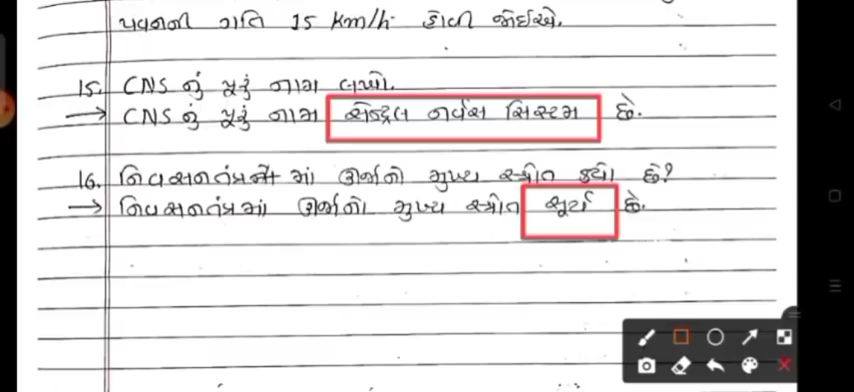 પવનની ગતિ 15 Km/h હોવી જોઈએ.
15. CNS નું પૂરું નામ લખો.
→ CNS નું પૂરું નામ સેન્ટ્રલ નર્વસ સિસ્ટમ છે.
16. નિવસનતંત્રની માં ઊર્જાનો મુખ્ય સ્ત્રીત કયો છે?
→ નિવસનતંત્રમાં ઊર્જાનો મુખ્ય સ્ત્રોત સૂર્ય છે.